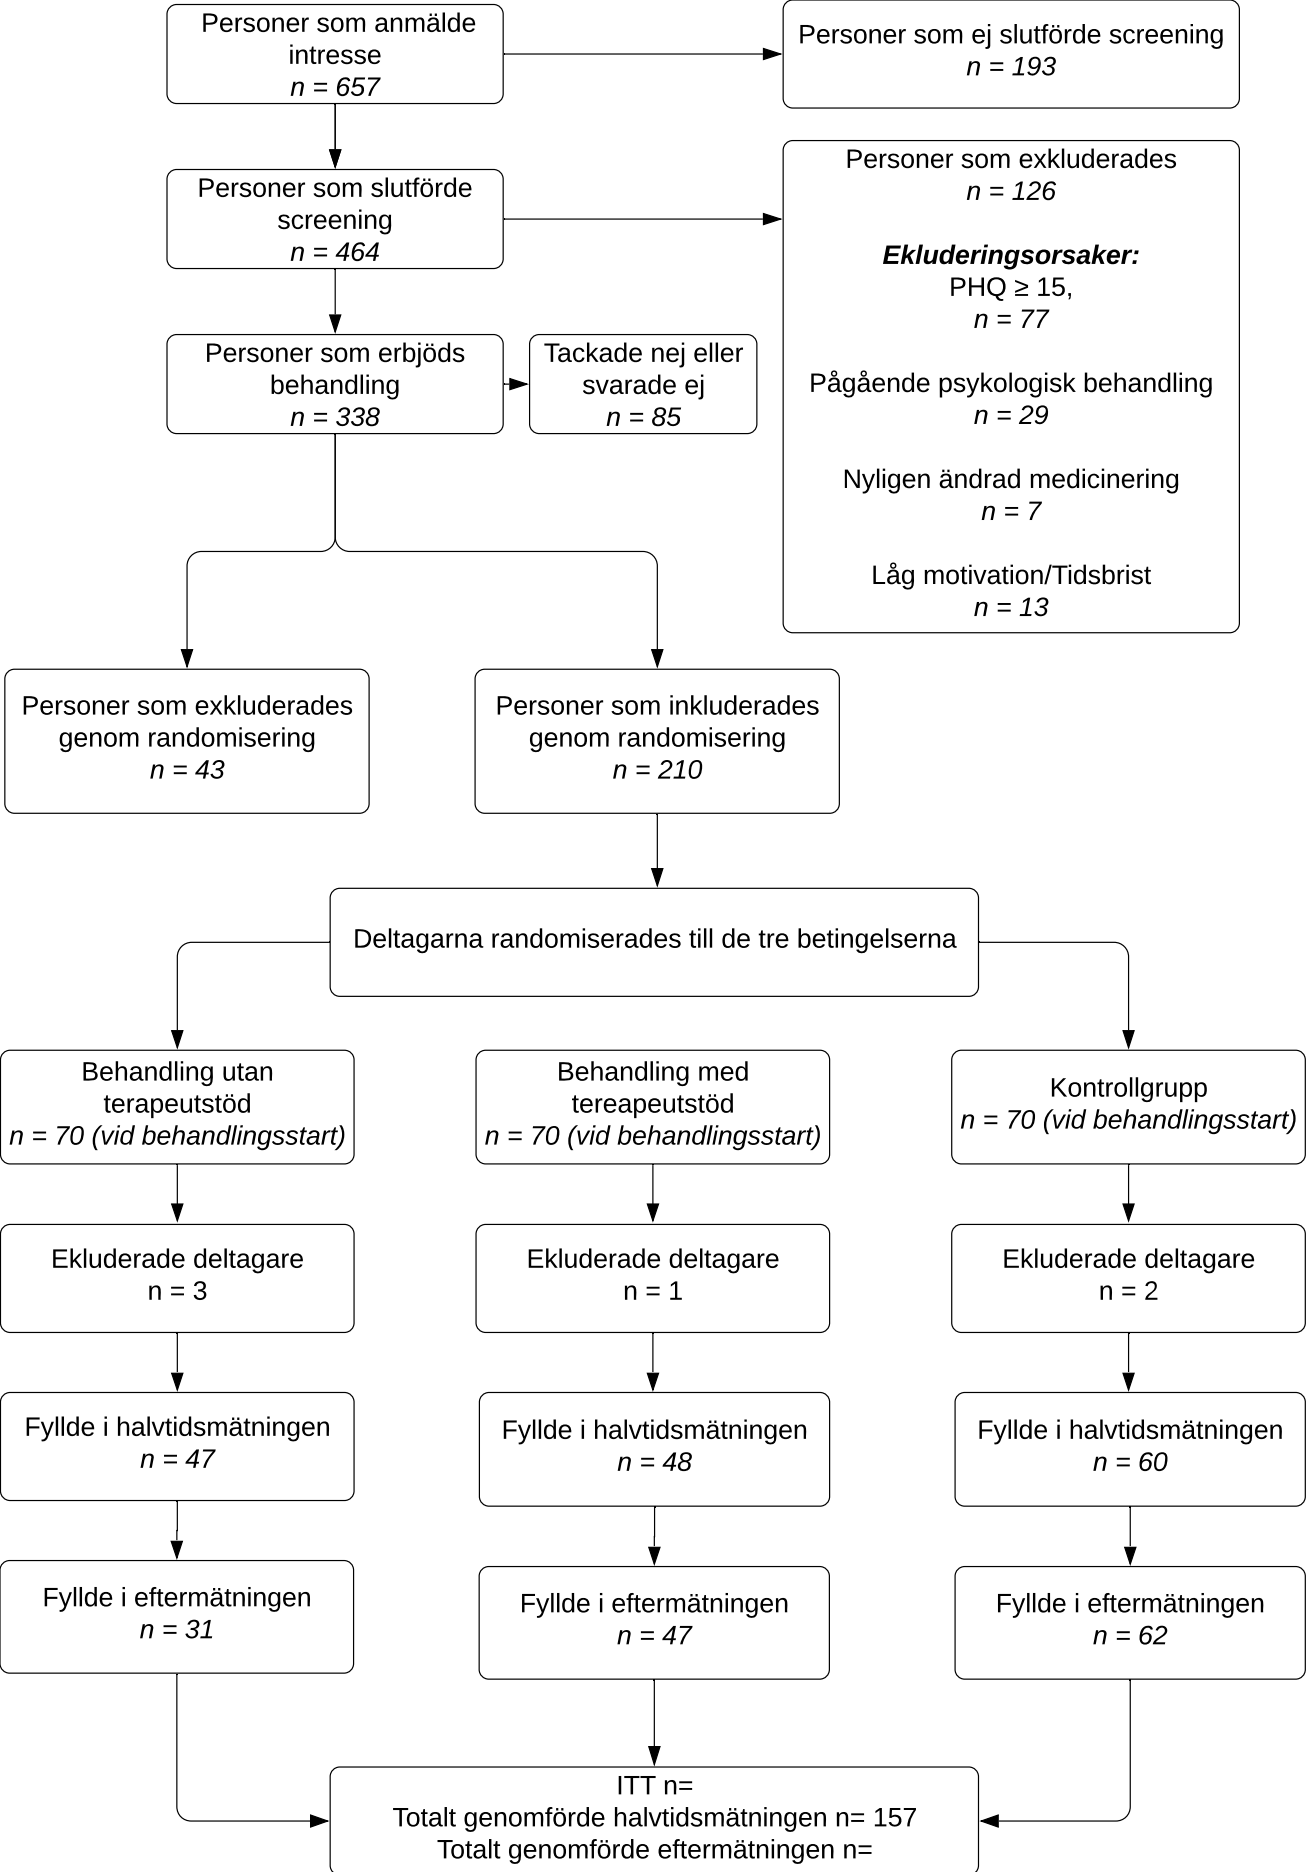 Personer som anmälde
intresse
n = 657
Personer som ej slutförde screening
n = 193
Personer som slutförde
screening
n = 464
Personer som exkluderades
n = 126
Ekluderingsorsaker:
PHQ ≥ 15,
n = 77
Pågående psykologisk behandling
n = 29
Nyligen ändrad medicinering
n = 7
Låg motivation/Tidsbrist
n = 13
Personer som erbjöds
behandling
n = 338
Tackade nej eller
svarade ej
n = 85
Personer som exkluderades
genom randomisering
n = 43
Personer som inkluderades
genom randomisering
n = 210
Deltagarna randomiserades till de tre betingelserna
Behandling utan
terapeutstöd
n = 70 (vid behandlingsstart)
Behandling med
tereapeutstöd
n = 70 (vid behandlingsstart)
Kontrollgrupp
n = 70 (vid behandlingsstart)
Ekluderade deltagare
n = 3
Ekluderade deltagare
n = 1
Ekluderade deltagare
n = 2
Fyllde i halvtidsmätningen
n = 47
Fyllde i halvtidsmätningen
n = 48
Fyllde i halvtidsmätningen
n = 60
Fyllde i eftermätningen
n = 31
Fyllde i eftermätningen
n = 47
Fyllde i eftermätningen
n = 62
ITT n=
Totalt genomförde halvtidsmätningen n= 157
Totalt genomförde eftermätningen n=